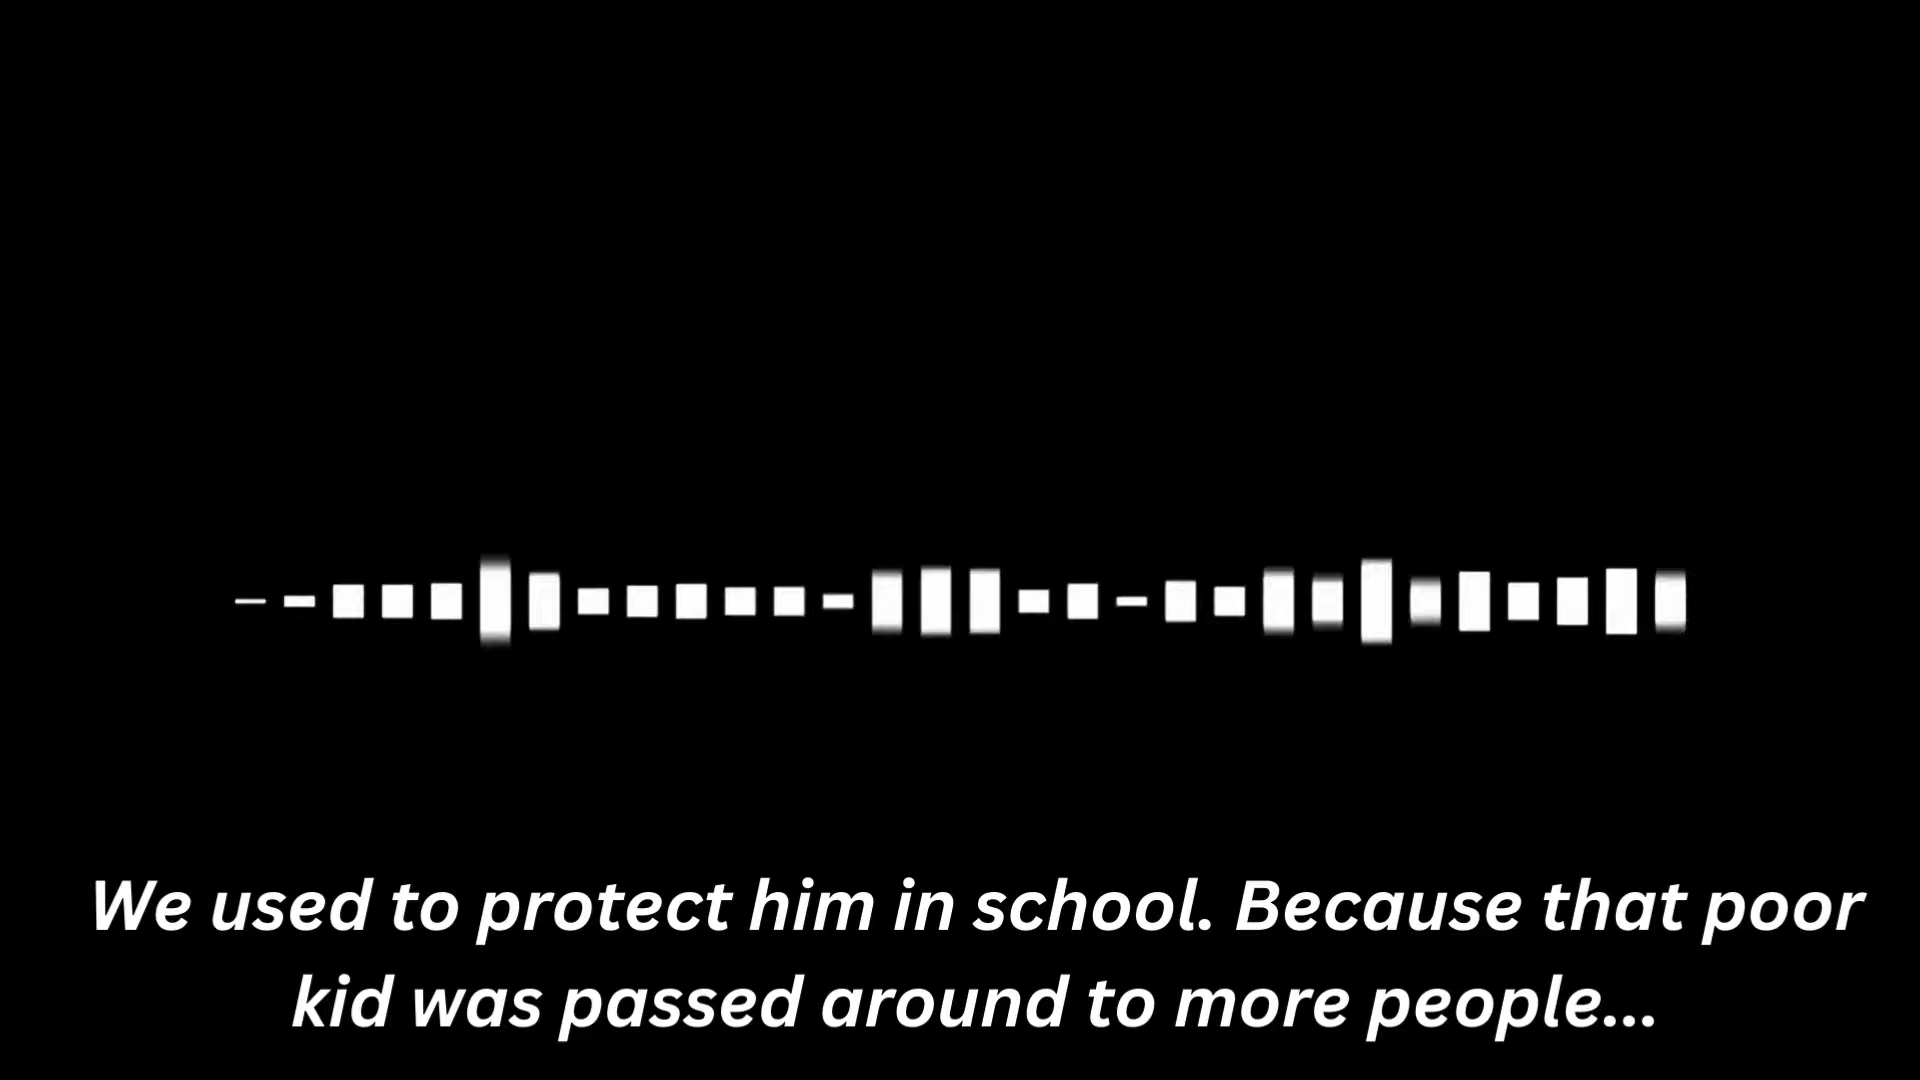 We used to protect him in school. Because that poor
kid was passed around to more people...